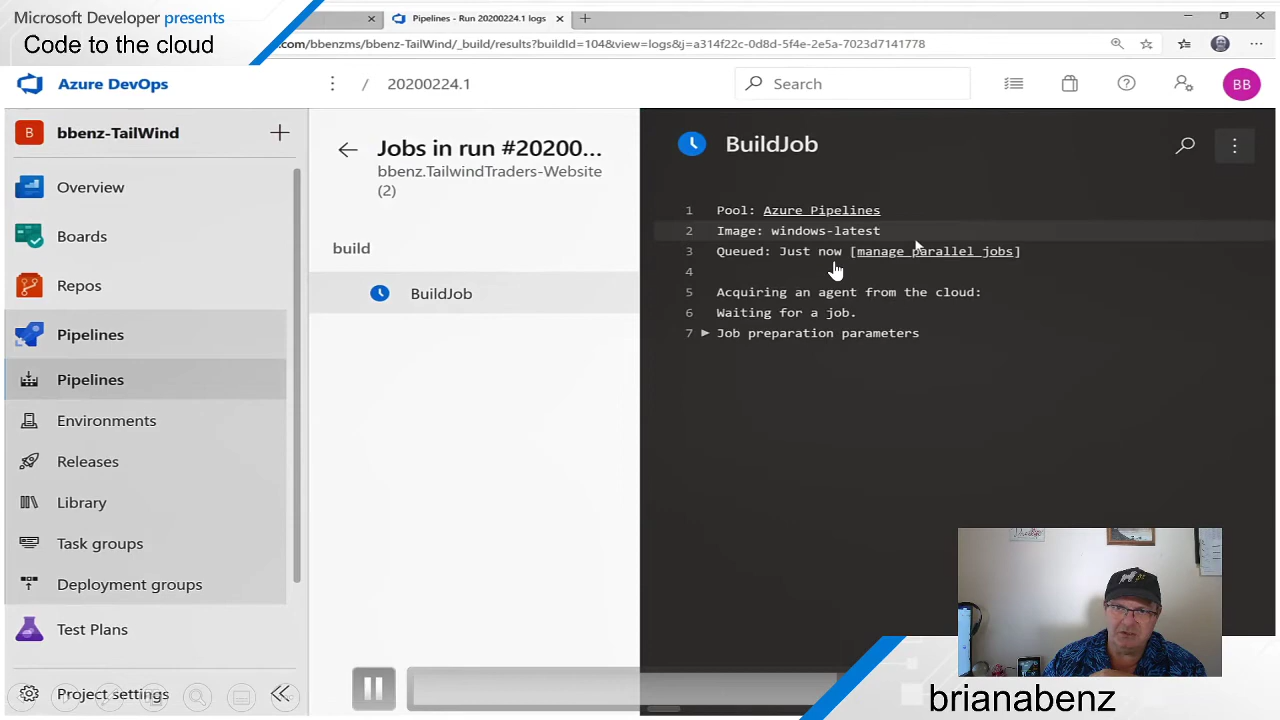 Microsoft Developer presents
Code to the cloud
Pipelines - Run 20200224.1 logs
.com/bbenzms/bbenz-TailWind/_build/results?buildId=104&view=logs&j=a314f22c-0d8d-5f4e-2e5a-7023d7141778
Azure DevOps
/ 20200224.1
Search
BB
B bbenz-TailWind
Overview
Boards
Repos
Pipelines
Pipelines
Environments
Releases
Library
Task groups
Deployment groups
Test Plans
Project settings
Jobs in run #20200...
bbenz.TailwindTraders-Website
(2)
build
BuildJob
BuildJob
1 Pool: Azure Pipelines
2 Image: windows-latest
3 Queued: Just now [manage parallel jobs]
4
5 Acquiring an agent from the cloud:
6 Waiting for a job.
7 Job preparation parameters
brianabenz